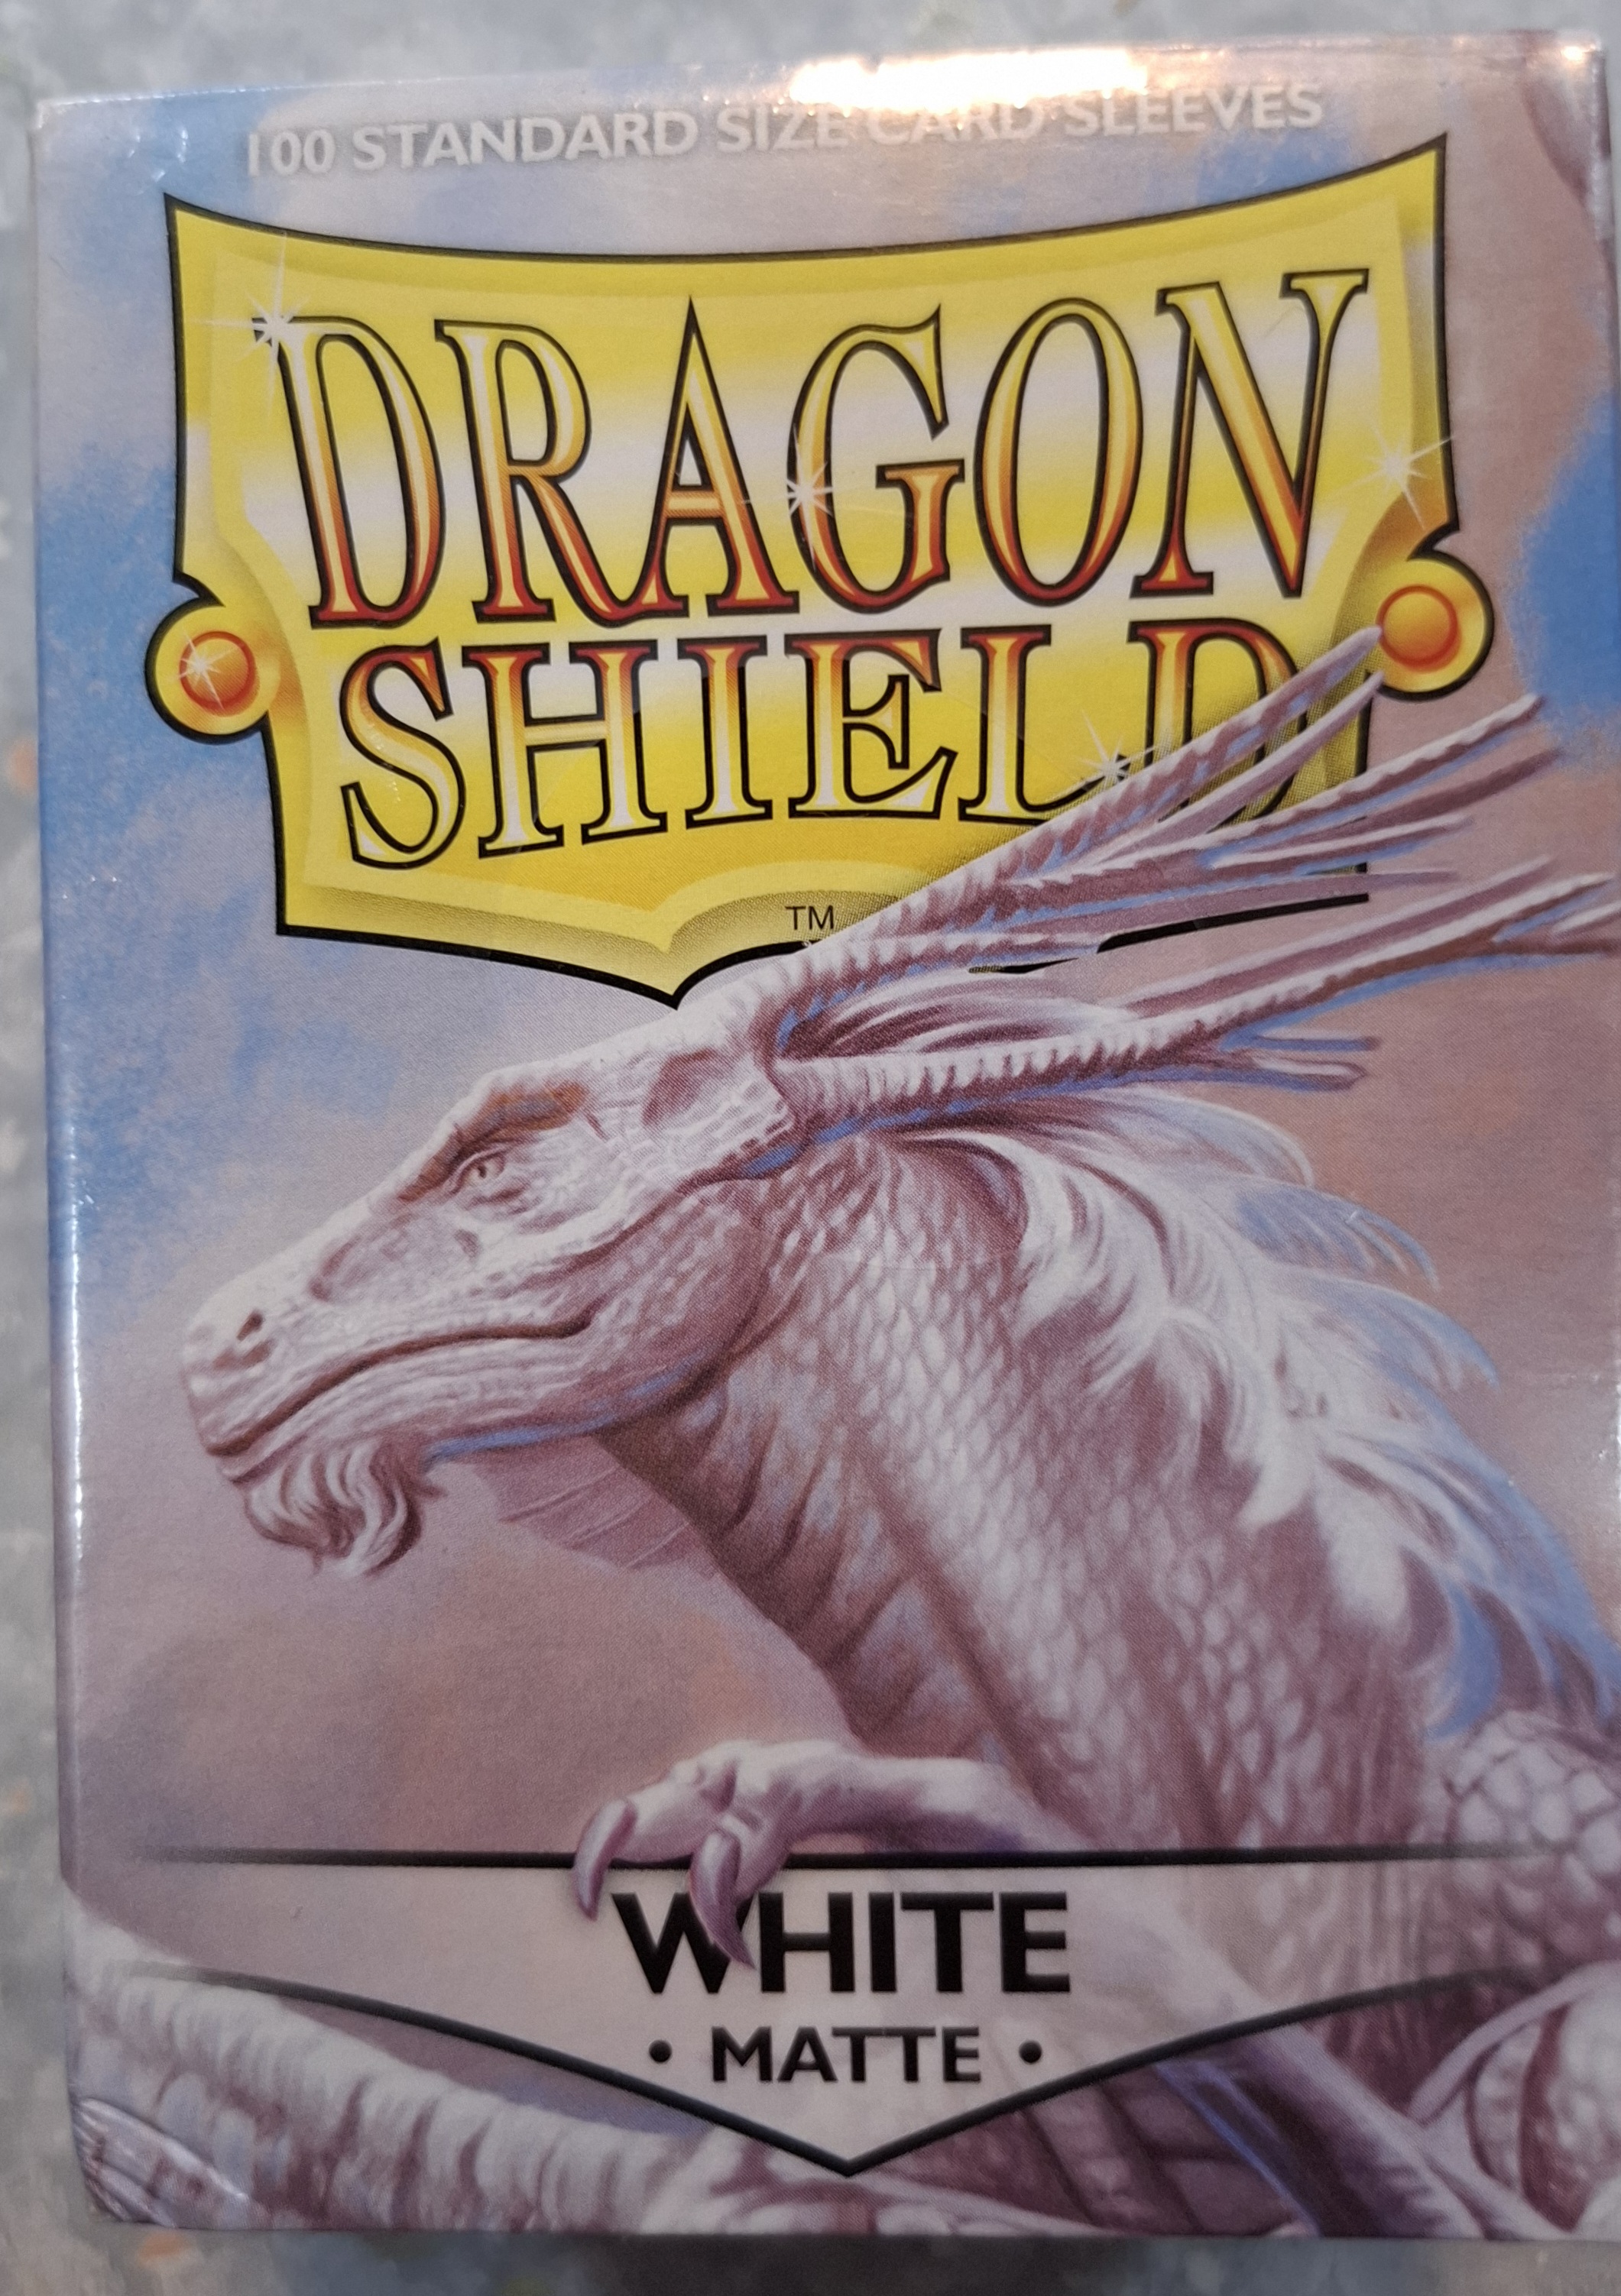 100 STANDARD SIZE CARD SLEEVES
DRAGON
SHIELD
TM
WHITE
• MATTE •